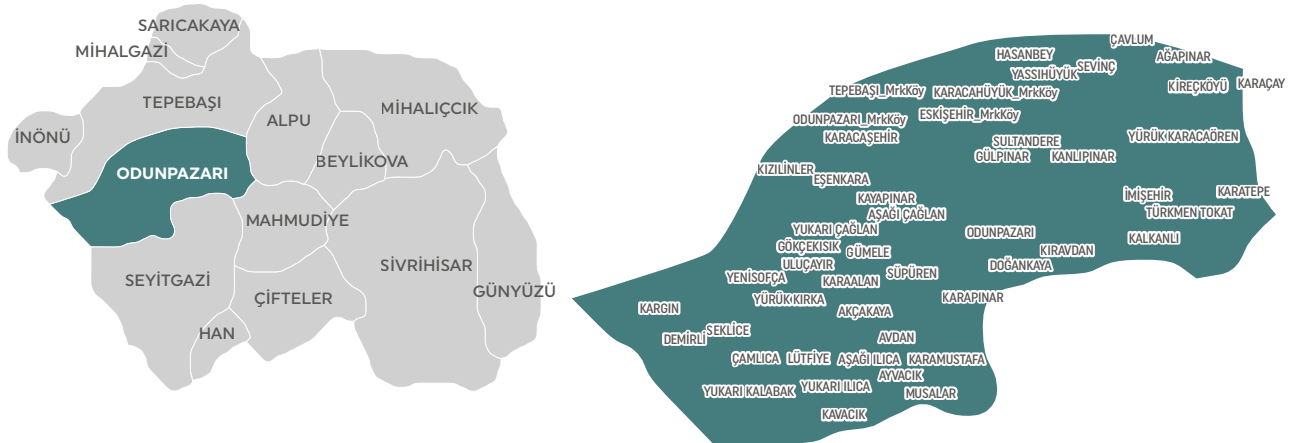 SARICAKAYA
MİHALGAZİ
TEPEBAŞI
ALPU
MİHALIÇCIK
İNÖNÜ
BEYLİKOVA
ODUNPAZARI
MAHMUDİYE
SİVRİHİSAR
SEYİTGAZİ
ÇİFTELER
GÜNYÜZÜ
HAN
ÇAVLUM
HASANBEY
AĞAPINAR
SEVİNÇ
YASSIHÜYÜK
KİREÇKÖYÜ
KARAÇAY
TEPEBAŞI_MrkKöy
KARACAHÜYÜK_MrkKöy
ODUNPAZARI_MrkKöy
ESKİŞEHİR_MrkKöy
KARACAŞEHİR
SULTANDERE
YÜRÜK KARACAÖREN
GÜLPINAR
KANLIPINAR
KIZILİNLER
EŞENKARA
KAYAPINAR
İMİŞEHİR
KARATEPE
AŞAĞI ÇAĞLAN
TÜRKMEN TOKAT
YUKARI ÇAĞLAN
ODUNPAZARI
KALKANLI
GÖKÇEKISIK
GÜMELE
KIRAVDAN
ULUÇAYIR
DOĞANKAYA
YENİSOFÇA
KARAALAN
SÜPÜREN
YÜRÜK KIRKA
KARAPINAR
KARGIN
AKÇAKAYA
SEKLİCE
DEMİRLİ
AVDAN
ÇAMLICA
LÜTFİYE
AŞAĞI ILICA
KARAMUSTAFA
AYVACIK
YUKARI KALABAK
YUKARI ILICA
MUSALAR
KAVACIK